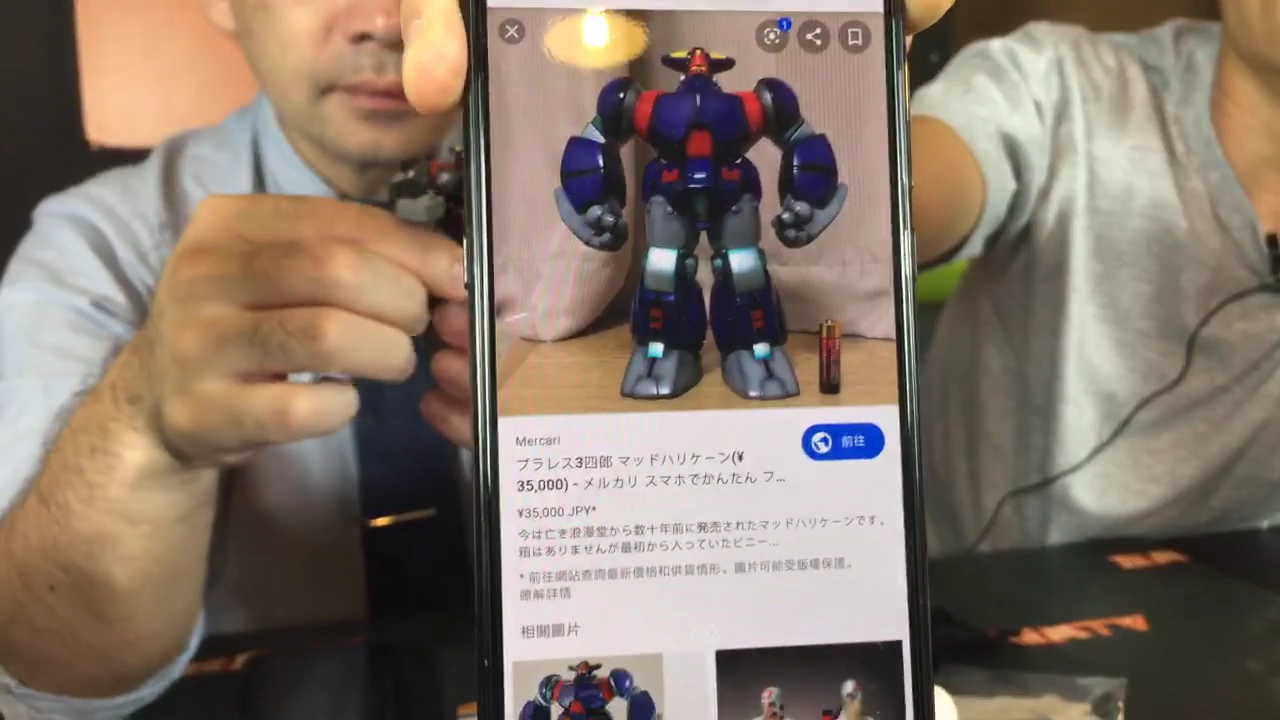 1
Mercari
前往
プラレス3四郎 マッドハリケーン(¥
35,000) - メルカリ スマホでかんたん フ...
¥35,000 JPY*
今は亡き浪漫堂から数十年前に発売されたマッドハリケーンです。
箱はありませんが最初から入っていたビニー...
* 前往網站查詢最新價格和供貨情形。圖片可能受版權保護。
瞭解詳情
相關圖片